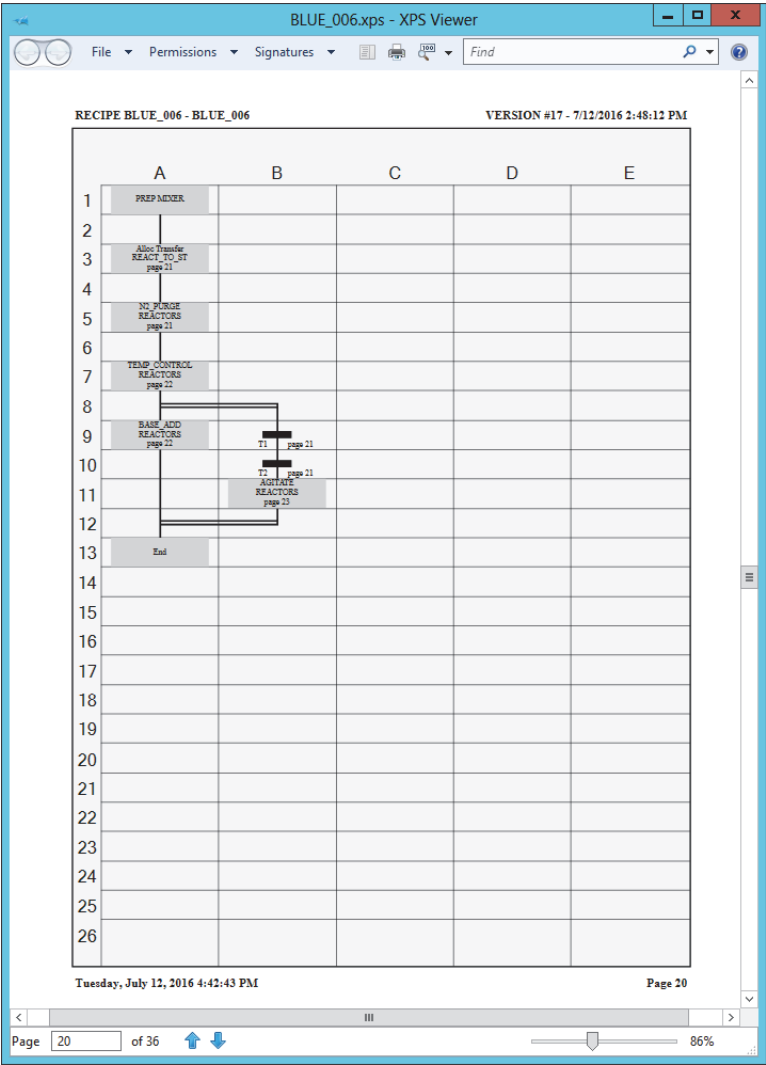 BLUE_006.xps - XPS Viewer
File Permissions Signatures 100 Find
RECIPE BLUE_006 - BLUE_006 VERSION #17 - 7/12/2016 2:48:12 PM
A B C D E
1 PREP MIXER
2
Alloc Transfer
3 REACT_TO_ST
page 21
4
N2_PURGE
5 REACTORS
page 21
6
TEMP_CONTROL
7 REACTORS
page 22
8
BASE_ADD
9 REACTORS
page 22 T1 page 21
10
T2 page 21
AGITATE
11 REACTORS
page 23
12
13 End
14
15
16
17
18
19
20
21
22
23
24
25
26
Tuesday, July 12, 2016 4:42:43 PM Page 20
Page 20 of 36 86%